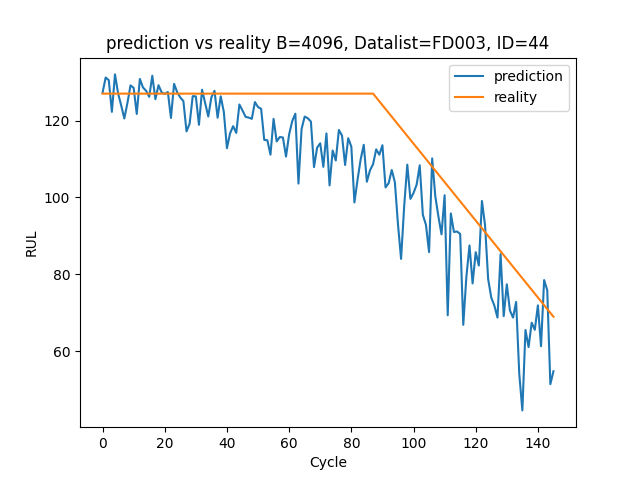 prediction vs reality B=4096, Datalist=FD003, ID=44
prediction
reality
120
100
80
60
RUL
0 20 40 60 80 100 120 140
Cycle